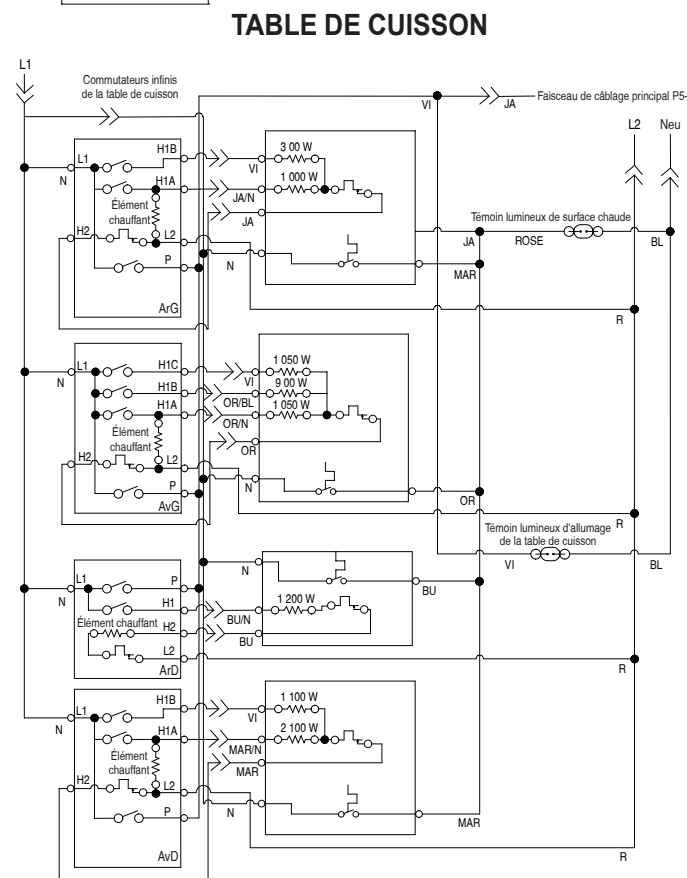 TABLE DE CUISSON
L1
Commutateurs infinis
de la table de cuisson
VI
JA
Faisceau de câblage principal P5-
L2
Neu
L1
N
H1B
VI
3 00 W
H1A
JA/N
1 000 W
Élément
chauffant
JA
H2
L2
P
N
ArG
JA
MAR
Témoin lumineux de surface chaude
ROSE
BL
R
L1
N
H1C
VI
1 050 W
H1B
OR/BL
9 00 W
H1A
OR/N
1 050 W
Élément
chauffant
OR
H2
L2
P
N
AvG
OR
R
Témoin lumineux d'allumage
de la table de cuisson
VI
BL
L1
N
P
N
BU
H1
BU/N
1 200 W
Élément chauffant
H2
BU
L2
ArD
R
L1
N
H1B
VI
1 100 W
H1A
MAR/N
2 100 W
Élément
chauffant
MAR
H2
L2
P
N
AvD
MAR
R